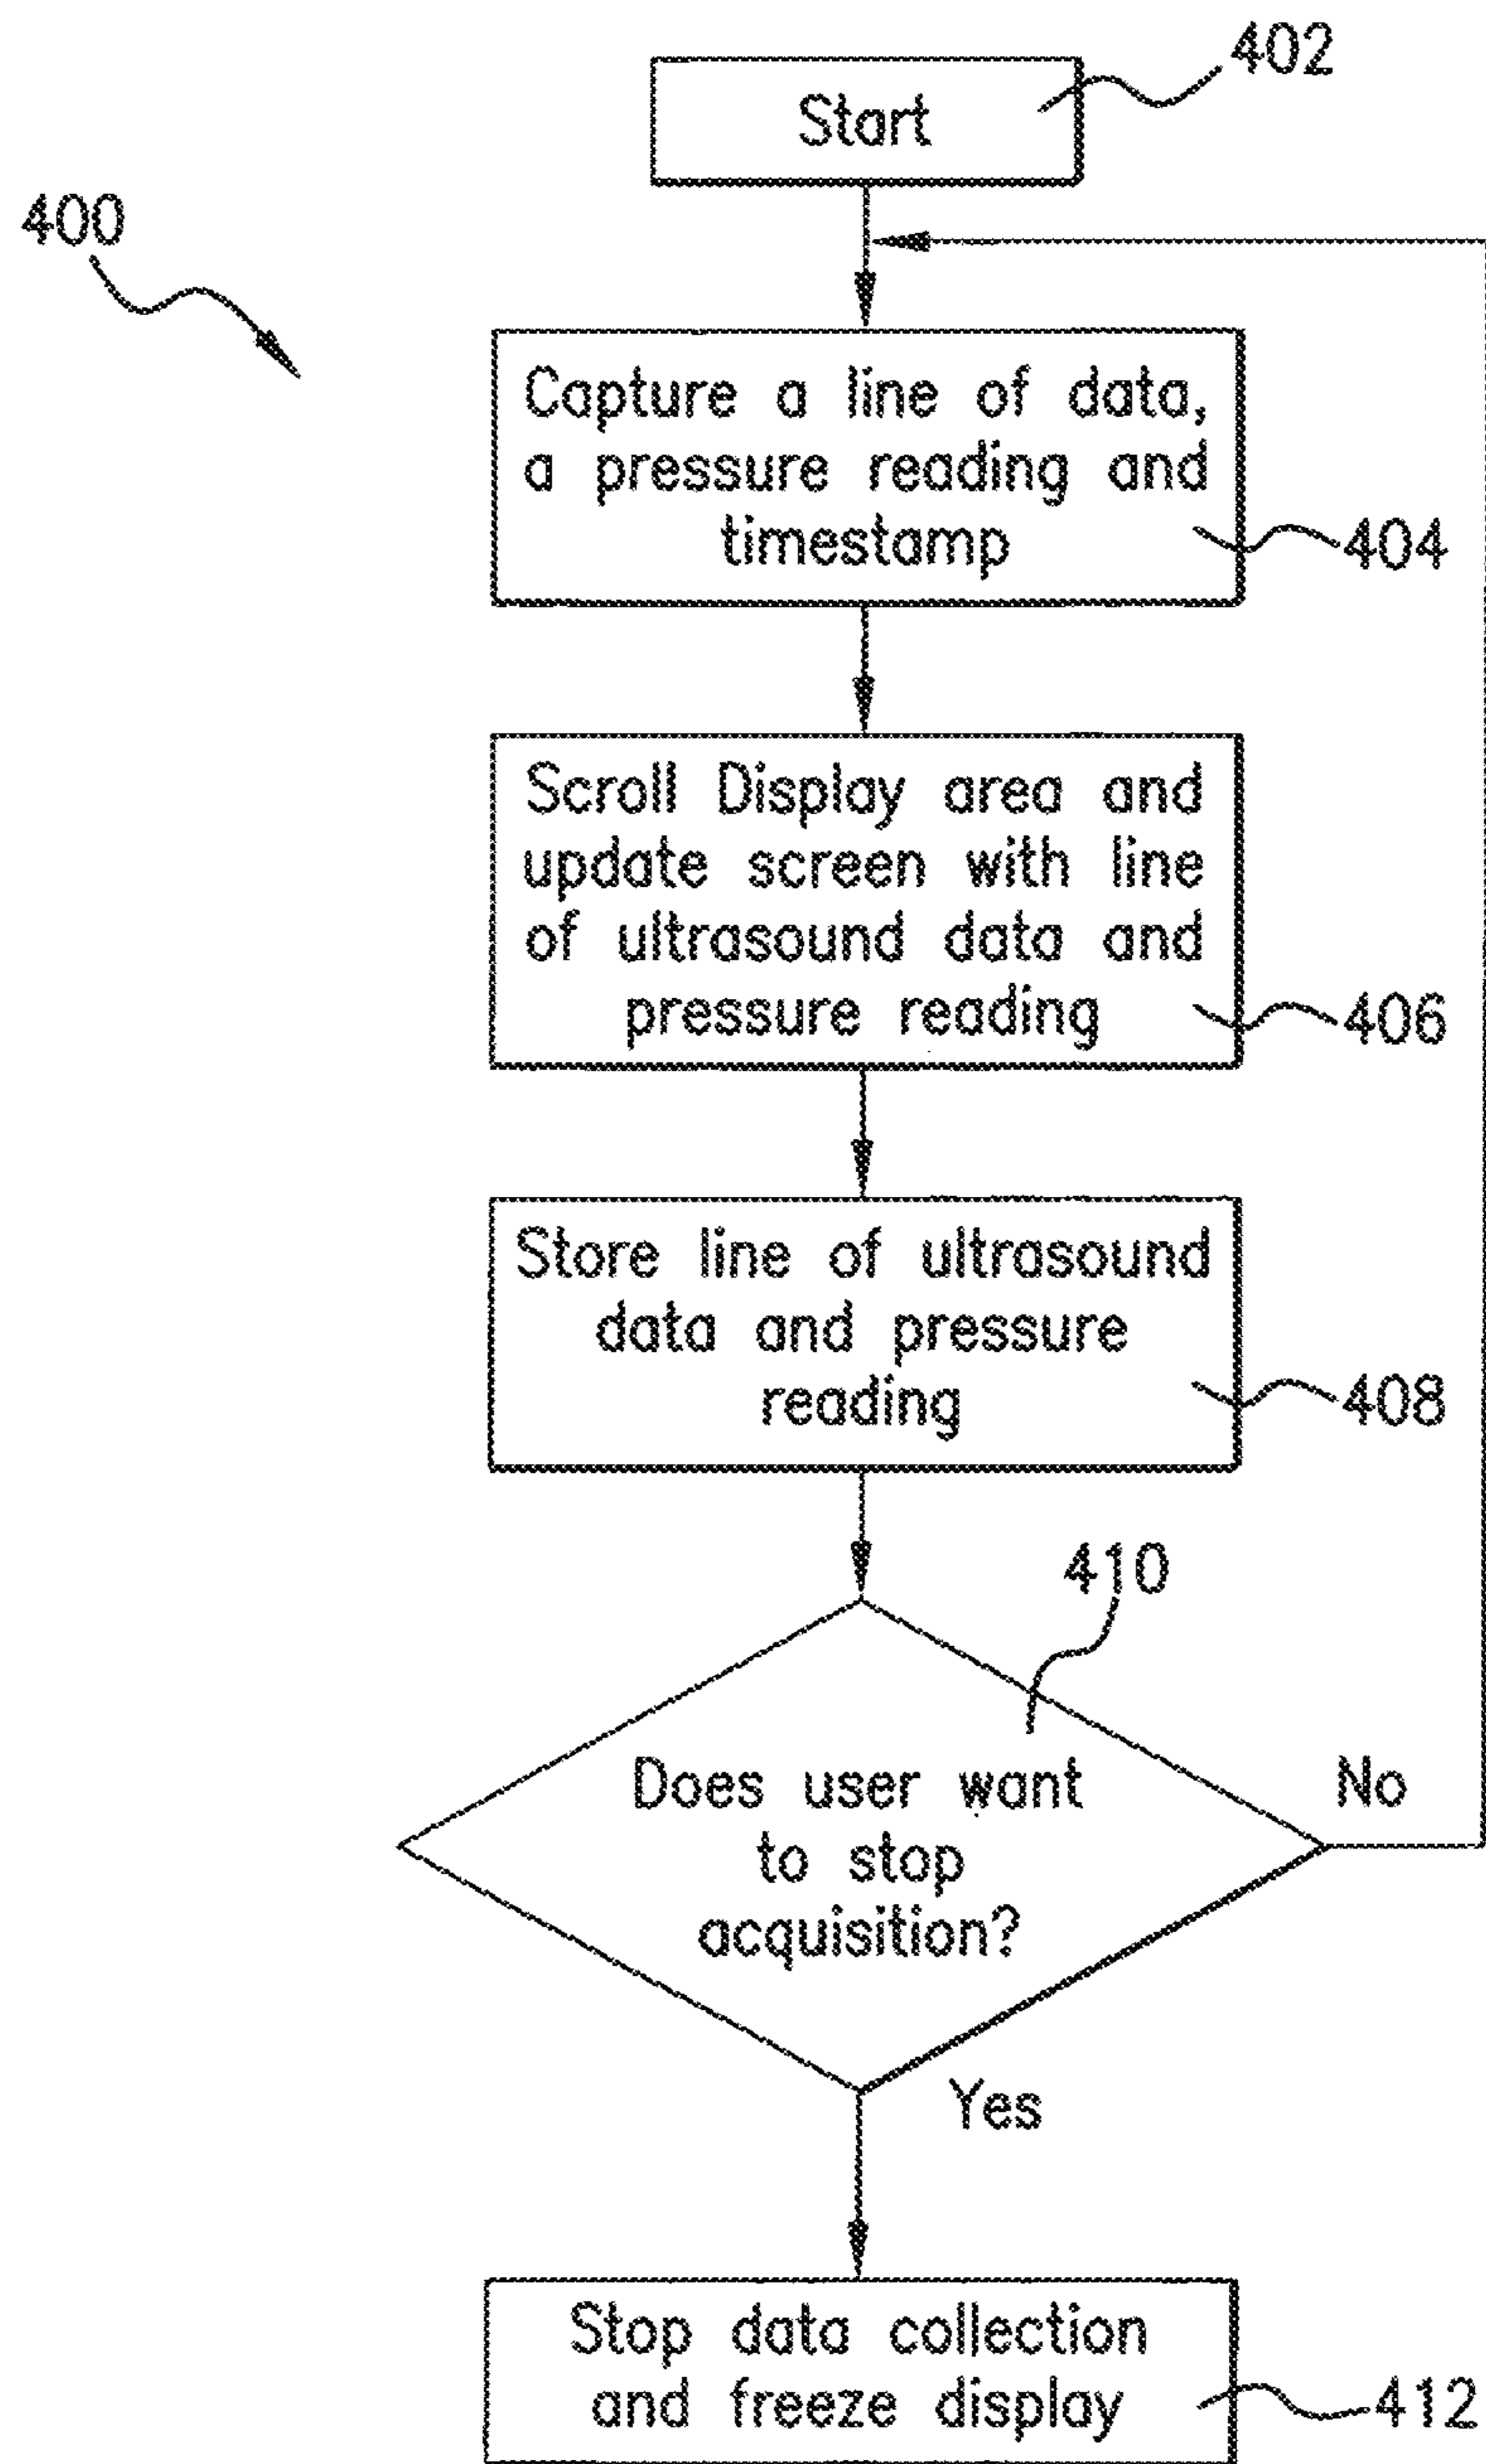 402
Start
400
Capture a line of data,
a pressure reading and
timestamp
404
Scroll Display area and
update screen with line
of ultrasound data and
pressure reading
406
Store line of ultrasound
data and pressure
reading
408
410
Does user want
to stop
acquisition?
No
Yes
Stop data collection
and freeze display
412